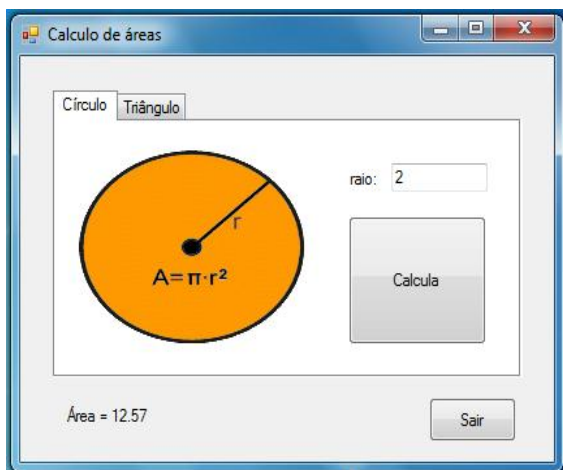 Calculo de áreas
Círculo Triângulo
raio: 2
r
A=π·r²
Calcula
Área = 12.57
Sair